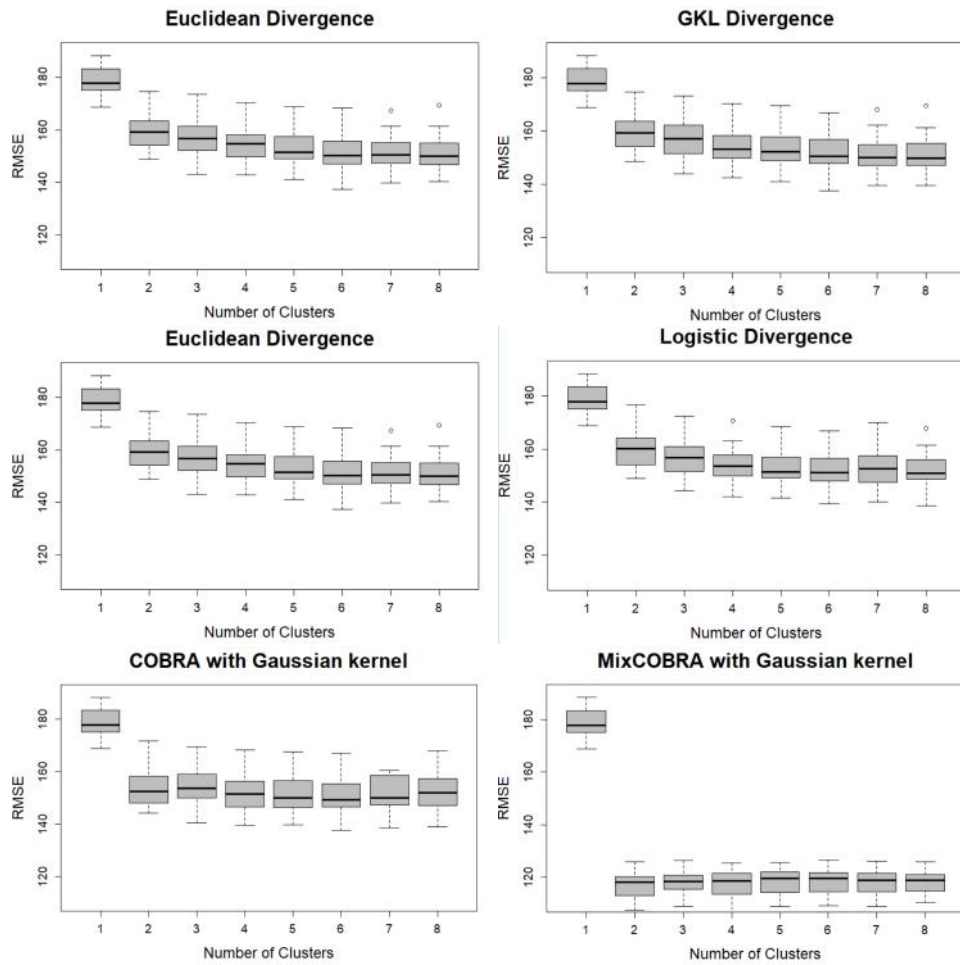 Euclidean Divergence
RMSE
180
160
140
120
1 2 3 4 5 6 7 8
Number of Clusters
GKL Divergence
RMSE
180
160
140
120
1 2 3 4 5 6 7 8
Number of Clusters
Euclidean Divergence
RMSE
180
160
140
120
1 2 3 4 5 6 7 8
Number of Clusters
Logistic Divergence
RMSE
180
160
140
120
1 2 3 4 5 6 7 8
Number of Clusters
COBRA with Gaussian kernel
RMSE
180
160
140
120
1 2 3 4 5 6 7 8
Number of Clusters
MixCOBRA with Gaussian kernel
RMSE
180
160
140
120
1 2 3 4 5 6 7 8
Number of Clusters